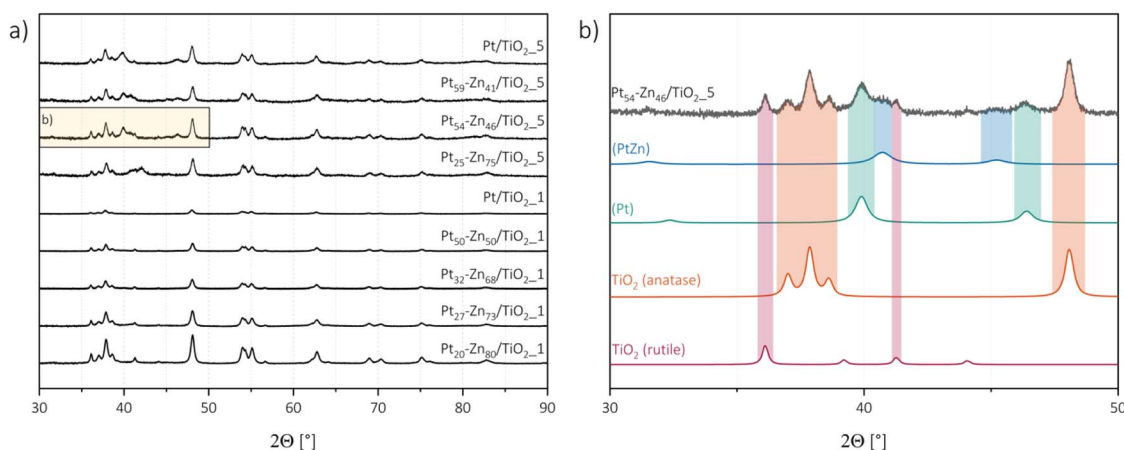 a)
Pt/TiO₂_5
Pt₅₉-Zn₄₁/TiO₂_5
b)
Pt₅₄-Zn₄₆/TiO₂_5
Pt₂₅-Zn₇₅/TiO₂_5
Pt/TiO₂_1
Pt₅₀-Zn₅₀/TiO₂_1
Pt₃₂-Zn₆₈/TiO₂_1
Pt₂₇-Zn₇₃/TiO₂_1
Pt₂₀-Zn₈₀/TiO₂_1
30 40 50 60 70 80 90
2Θ [°]
b)
Pt₅₄-Zn₄₆/TiO₂_5
(PtZn)
(Pt)
TiO₂ (anatase)
TiO₂ (rutile)
30 40 50
2Θ [°]